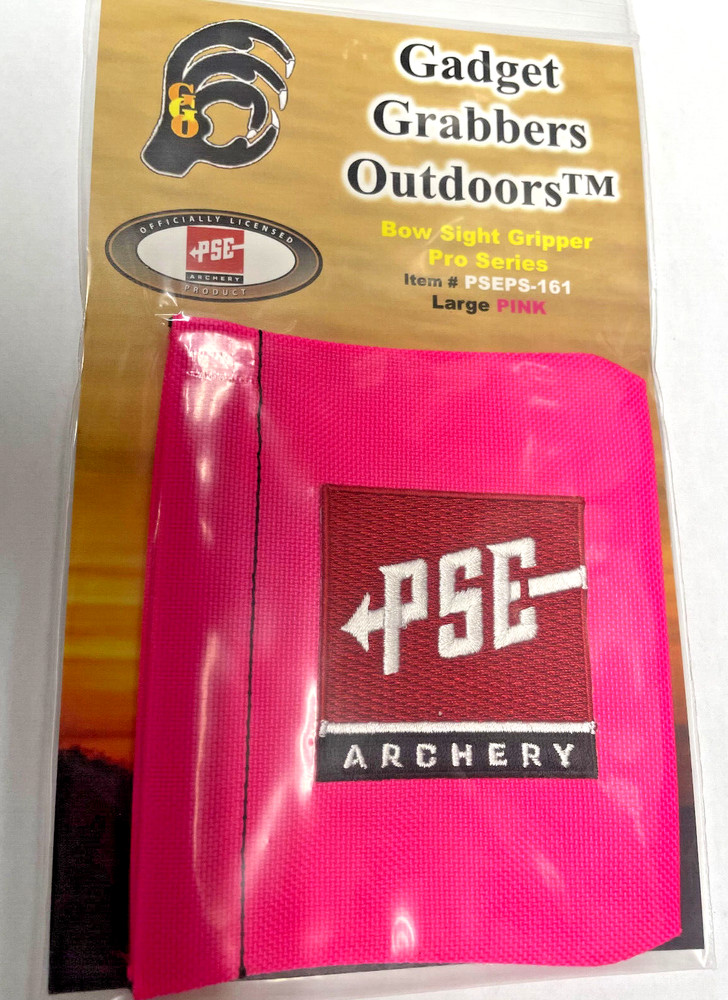 GGO
Gadget
Grabbers
Outdoors™
OFFICIALLY LICENSED
PSE
ARCHERY
PRODUCT
Bow Sight Gripper
Pro Series
Item # PSEPS-161
Large PINK
PSE
ARCHERY